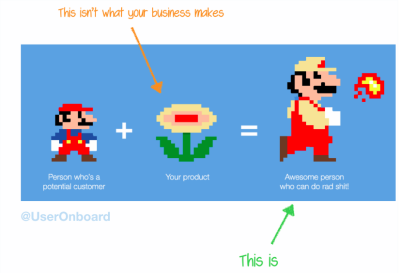 This isn't what your business makes
+
=
Person who's a
potential customer
Your product
Awesome person
who can do rad shit!
@UserOnboard
This is